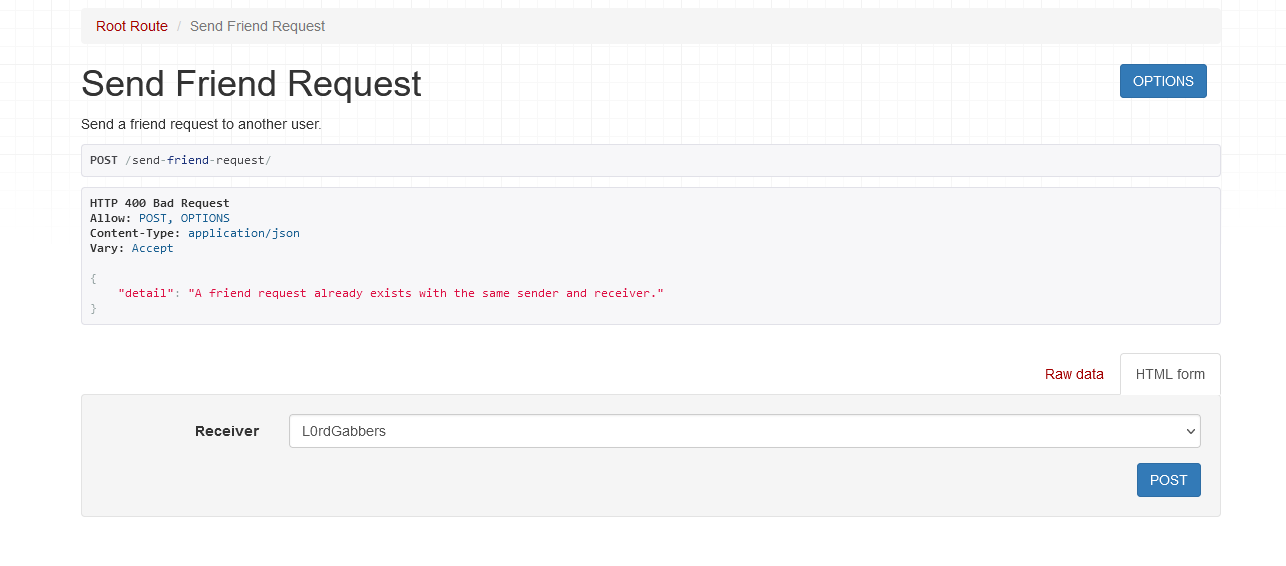 Root Route / Send Friend Request
Send Friend Request
OPTIONS
Send a friend request to another user.
POST /send-friend-request/
HTTP 400 Bad Request
Allow: POST, OPTIONS
Content-Type: application/json
Vary: Accept
{
"detail": "A friend request already exists with the same sender and receiver."
}
Raw data
HTML form
Receiver
L0rdGabbers
POST